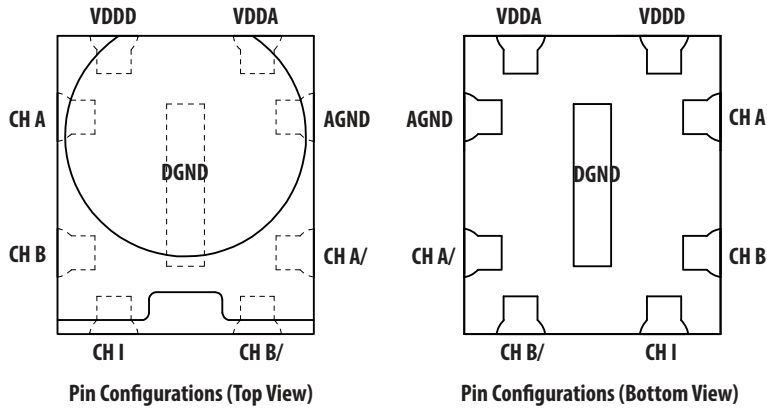 VDDD VDDA VDDA VDDD
CH A AGND AGND CH A
DGND DGND
CH B CH A/ CH A/ CH B
CH I CH B/ CH B/ CH I
Pin Configurations (Top View) Pin Configurations (Bottom View)